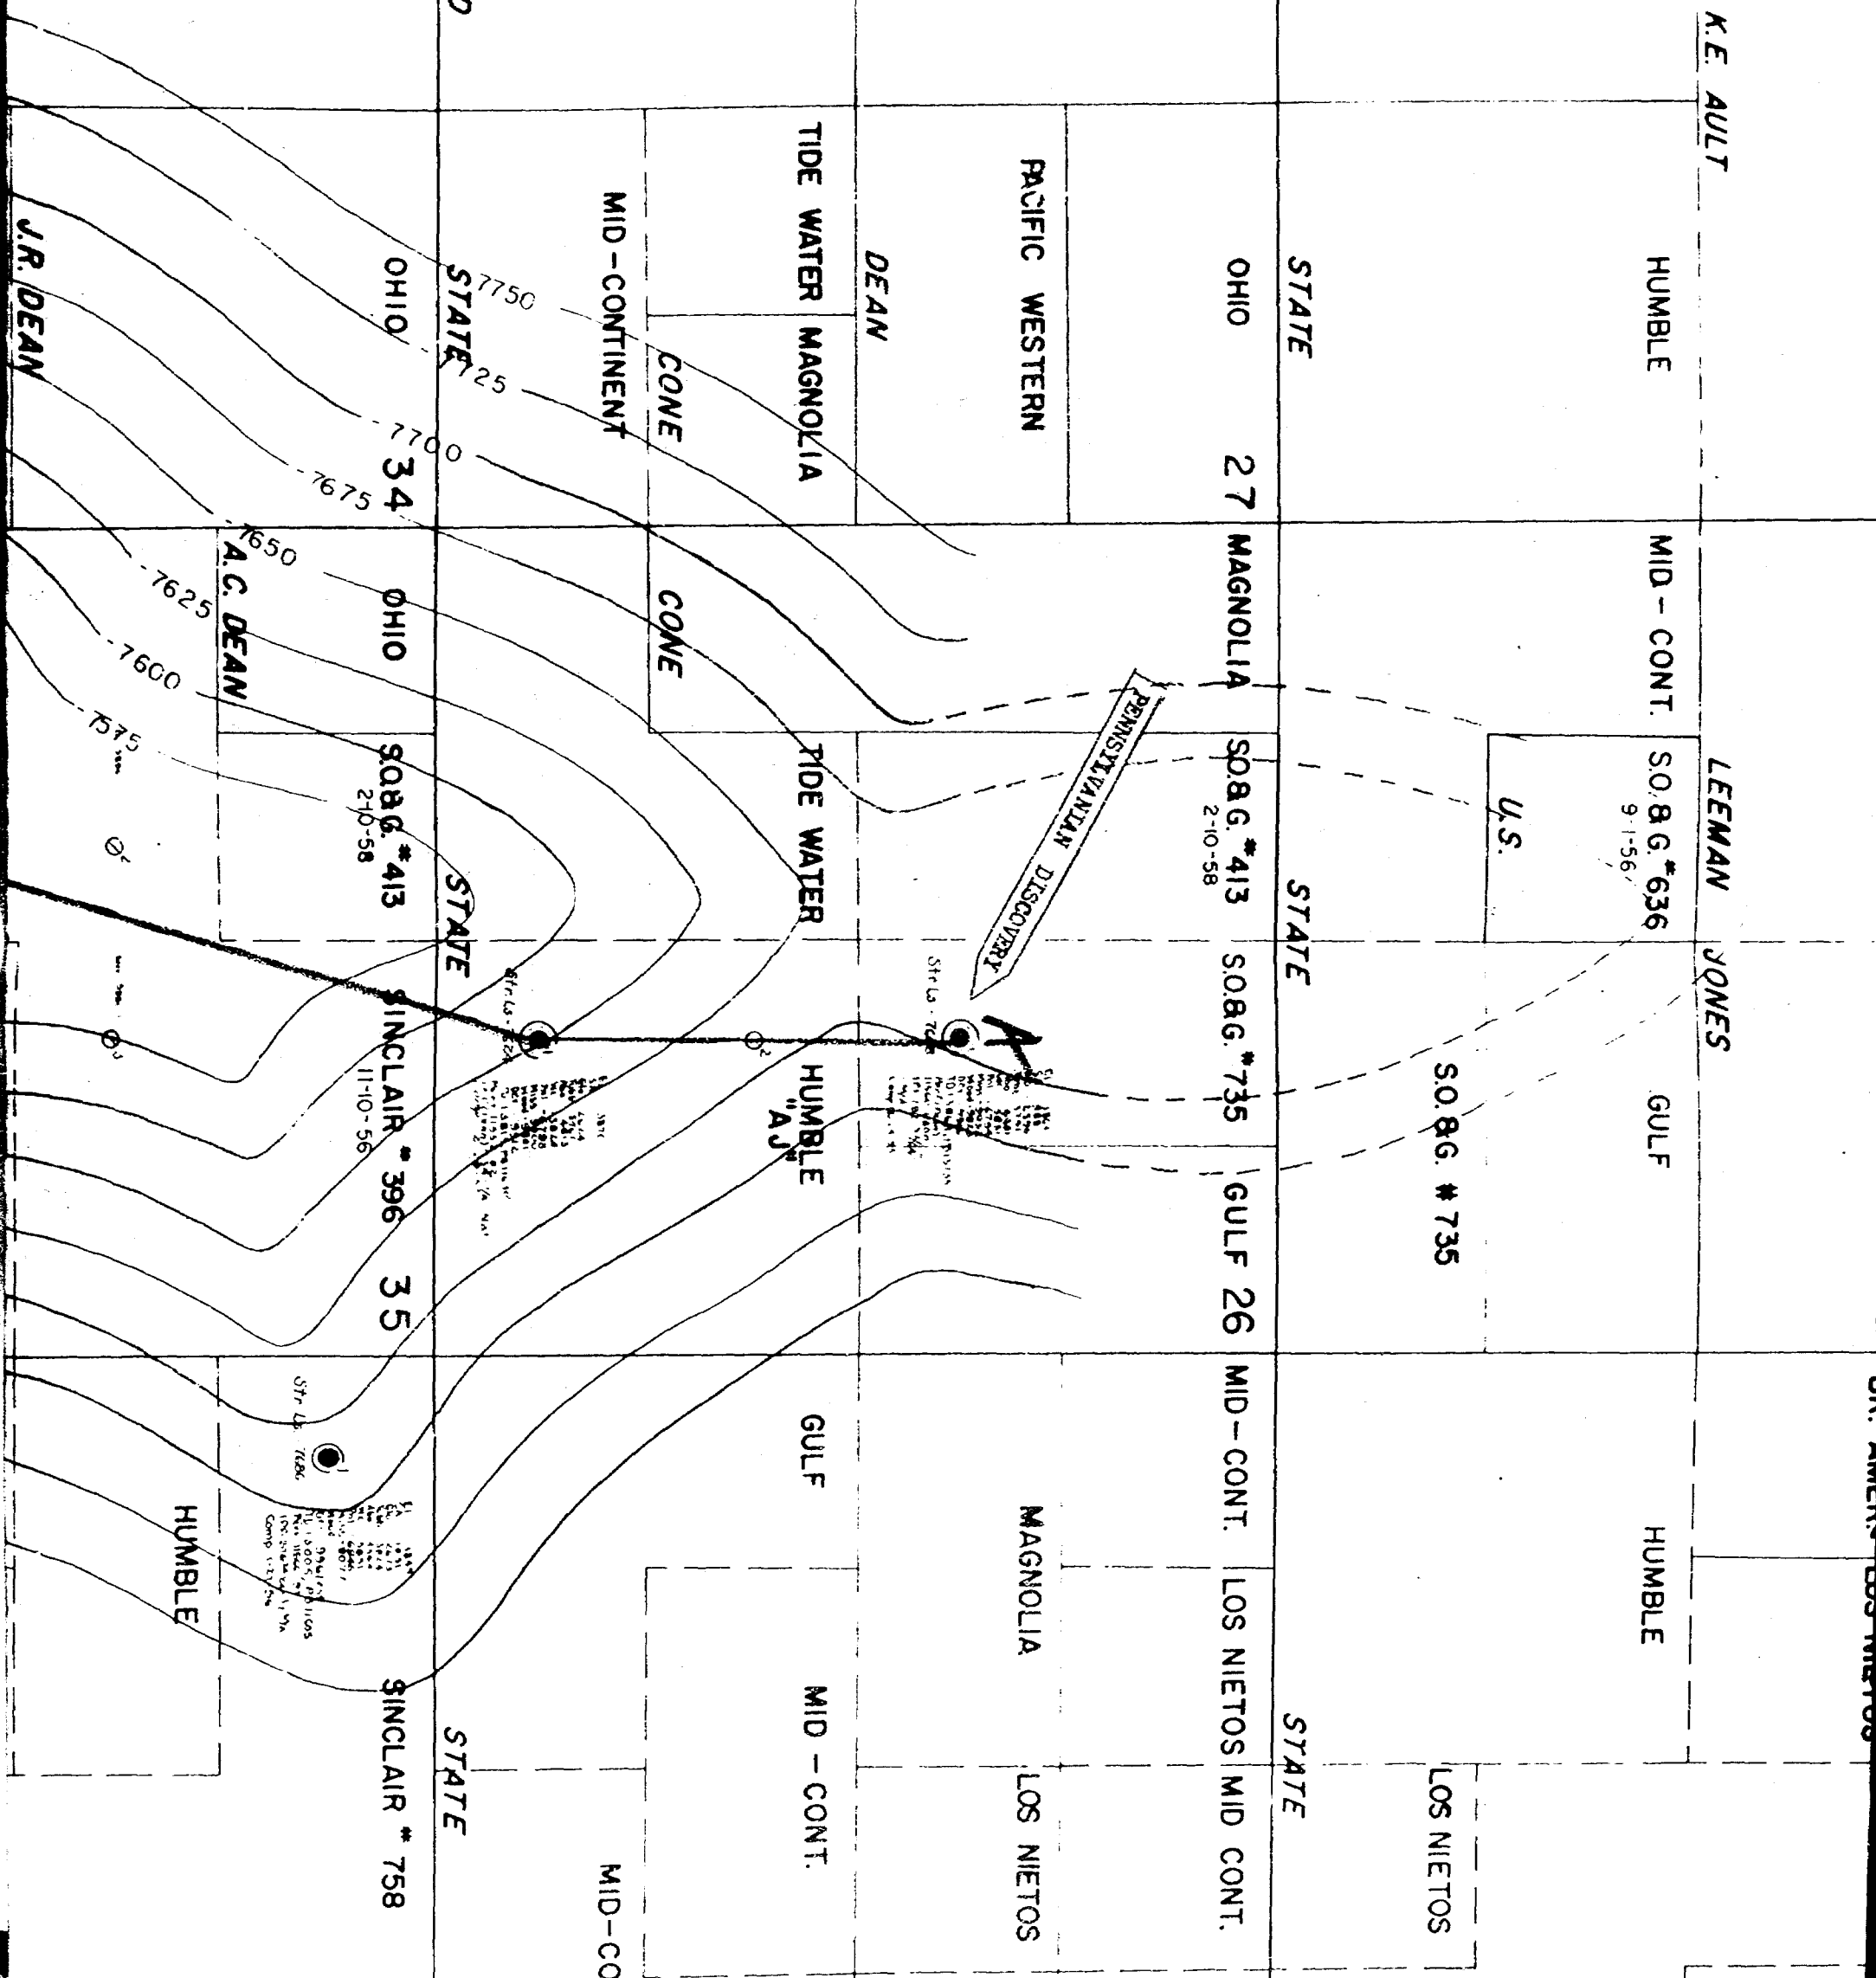 K.E. AULT
LEEMAN
JONES
HUMBLE
MID-CONT.
S.O.&G. #636
9-1-56
GULF
HUMBLE
U.S.
S.O.&G. #735
LOS NIETOS
STATE
STATE
STATE
OHIO
27
MAGNOLIA
S.O.&G. #413
2-10-58
S.O.&G. #735
GULF
26
MID-CONT.
LOS NIETOS
MID CONT.
PENNSYLVANIAN DISCOVERY
PACIFIC WESTERN
A
MAGNOLIA
LOS NIETOS
DEAN
TIDE WATER
MAGNOLIA
TIDE WATER
HUMBLE
"AJ"
GULF
MID-CONT.
CONE
CONE
MID-CONTINENT
MID-CO
STATE
STATE
STATE
-7750
-7725
-7700
-7675
-7650
-7625
-7600
-7575
OHIO
34
OHIO
S.O.&G. #413
2-10-58
SINCLAIR #396
11-10-56
35
SINCLAIR #758
A.C. DEAN
HUMBLE
J.R. DEAN